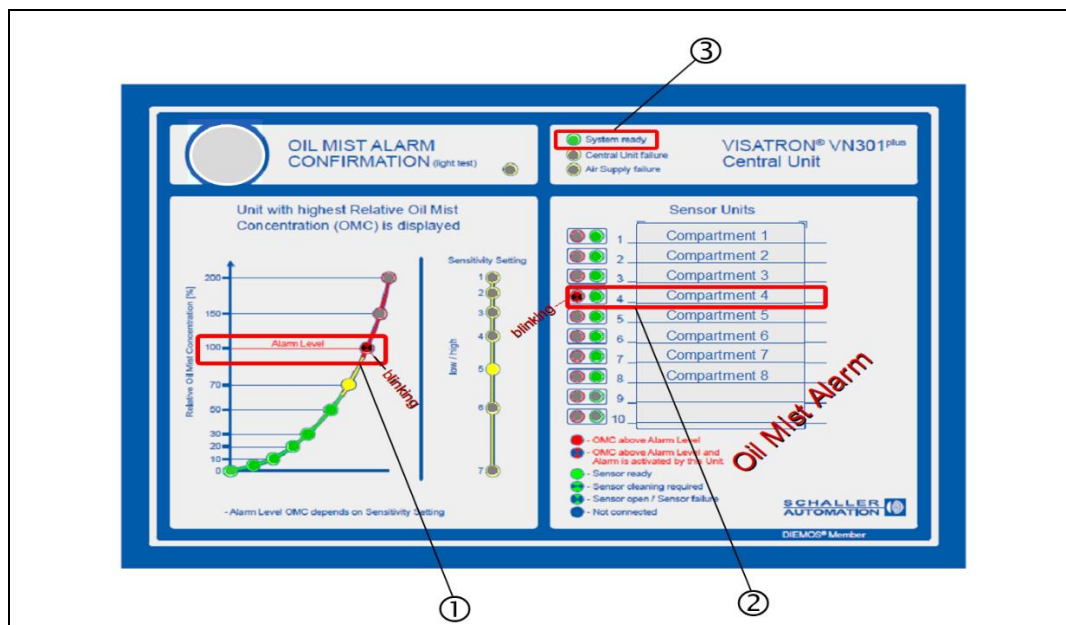 ③
OIL MIST ALARM
CONFIRMATION (light test)
System ready
Central Unit failure
Air Supply failure
VISATRON® VN301plus
Central Unit
Unit with highest Relative Oil Mist
Concentration (OMC) is displayed
Relative Oil Mist Concentration [%]
200
150
100
70
50
30
20
10
0
Alarm Level
blinking
- Alarm Level OMC depends on Sensitivity Setting
Sensitivity Setting
low / high
1
2
3
4
5
6
7
Sensor Units
1 Compartment 1
2 Compartment 2
3 Compartment 3
blinking
4 Compartment 4
5 Compartment 5
6 Compartment 6
7 Compartment 7
8 Compartment 8
9
10
Oil Mist Alarm
- OMC above Alarm Level
- OMC above Alarm Level and
Alarm is activated by this Unit
- Sensor ready
- Sensor cleaning required
- Sensor open / Sensor failure
- Not connected
SCHALLER
AUTOMATION
DIEMOS® Member
①
②